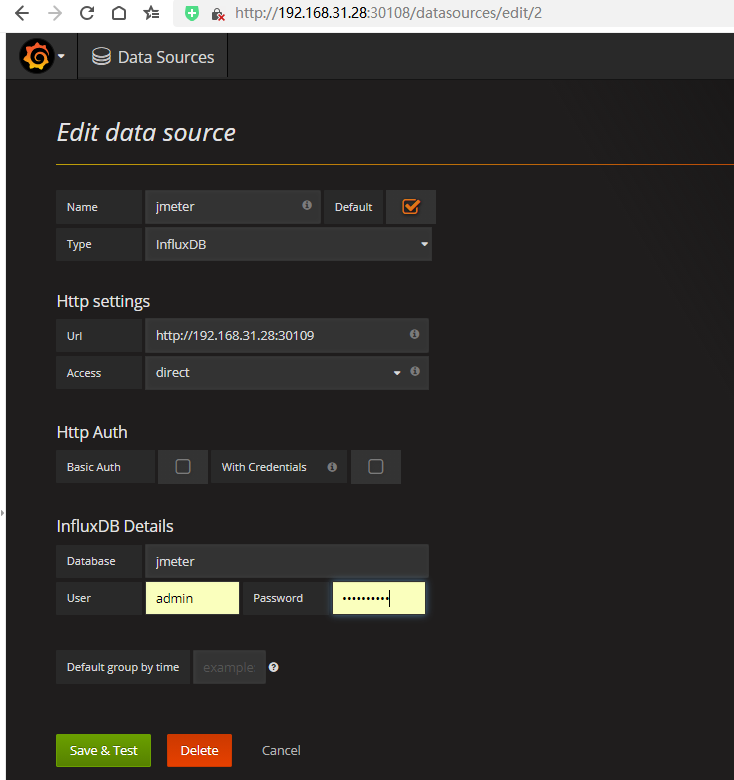 http://192.168.31.28:30108/datasources/edit/2
Data Sources
Edit data source
Name jmeter Default
Type InfluxDB
Http settings
Url http://192.168.31.28:30109
Access direct
Http Auth
Basic Auth With Credentials
InfluxDB Details
Database jmeter
User admin Password ••••••••••
Default group by time example
Save & Test Delete Cancel